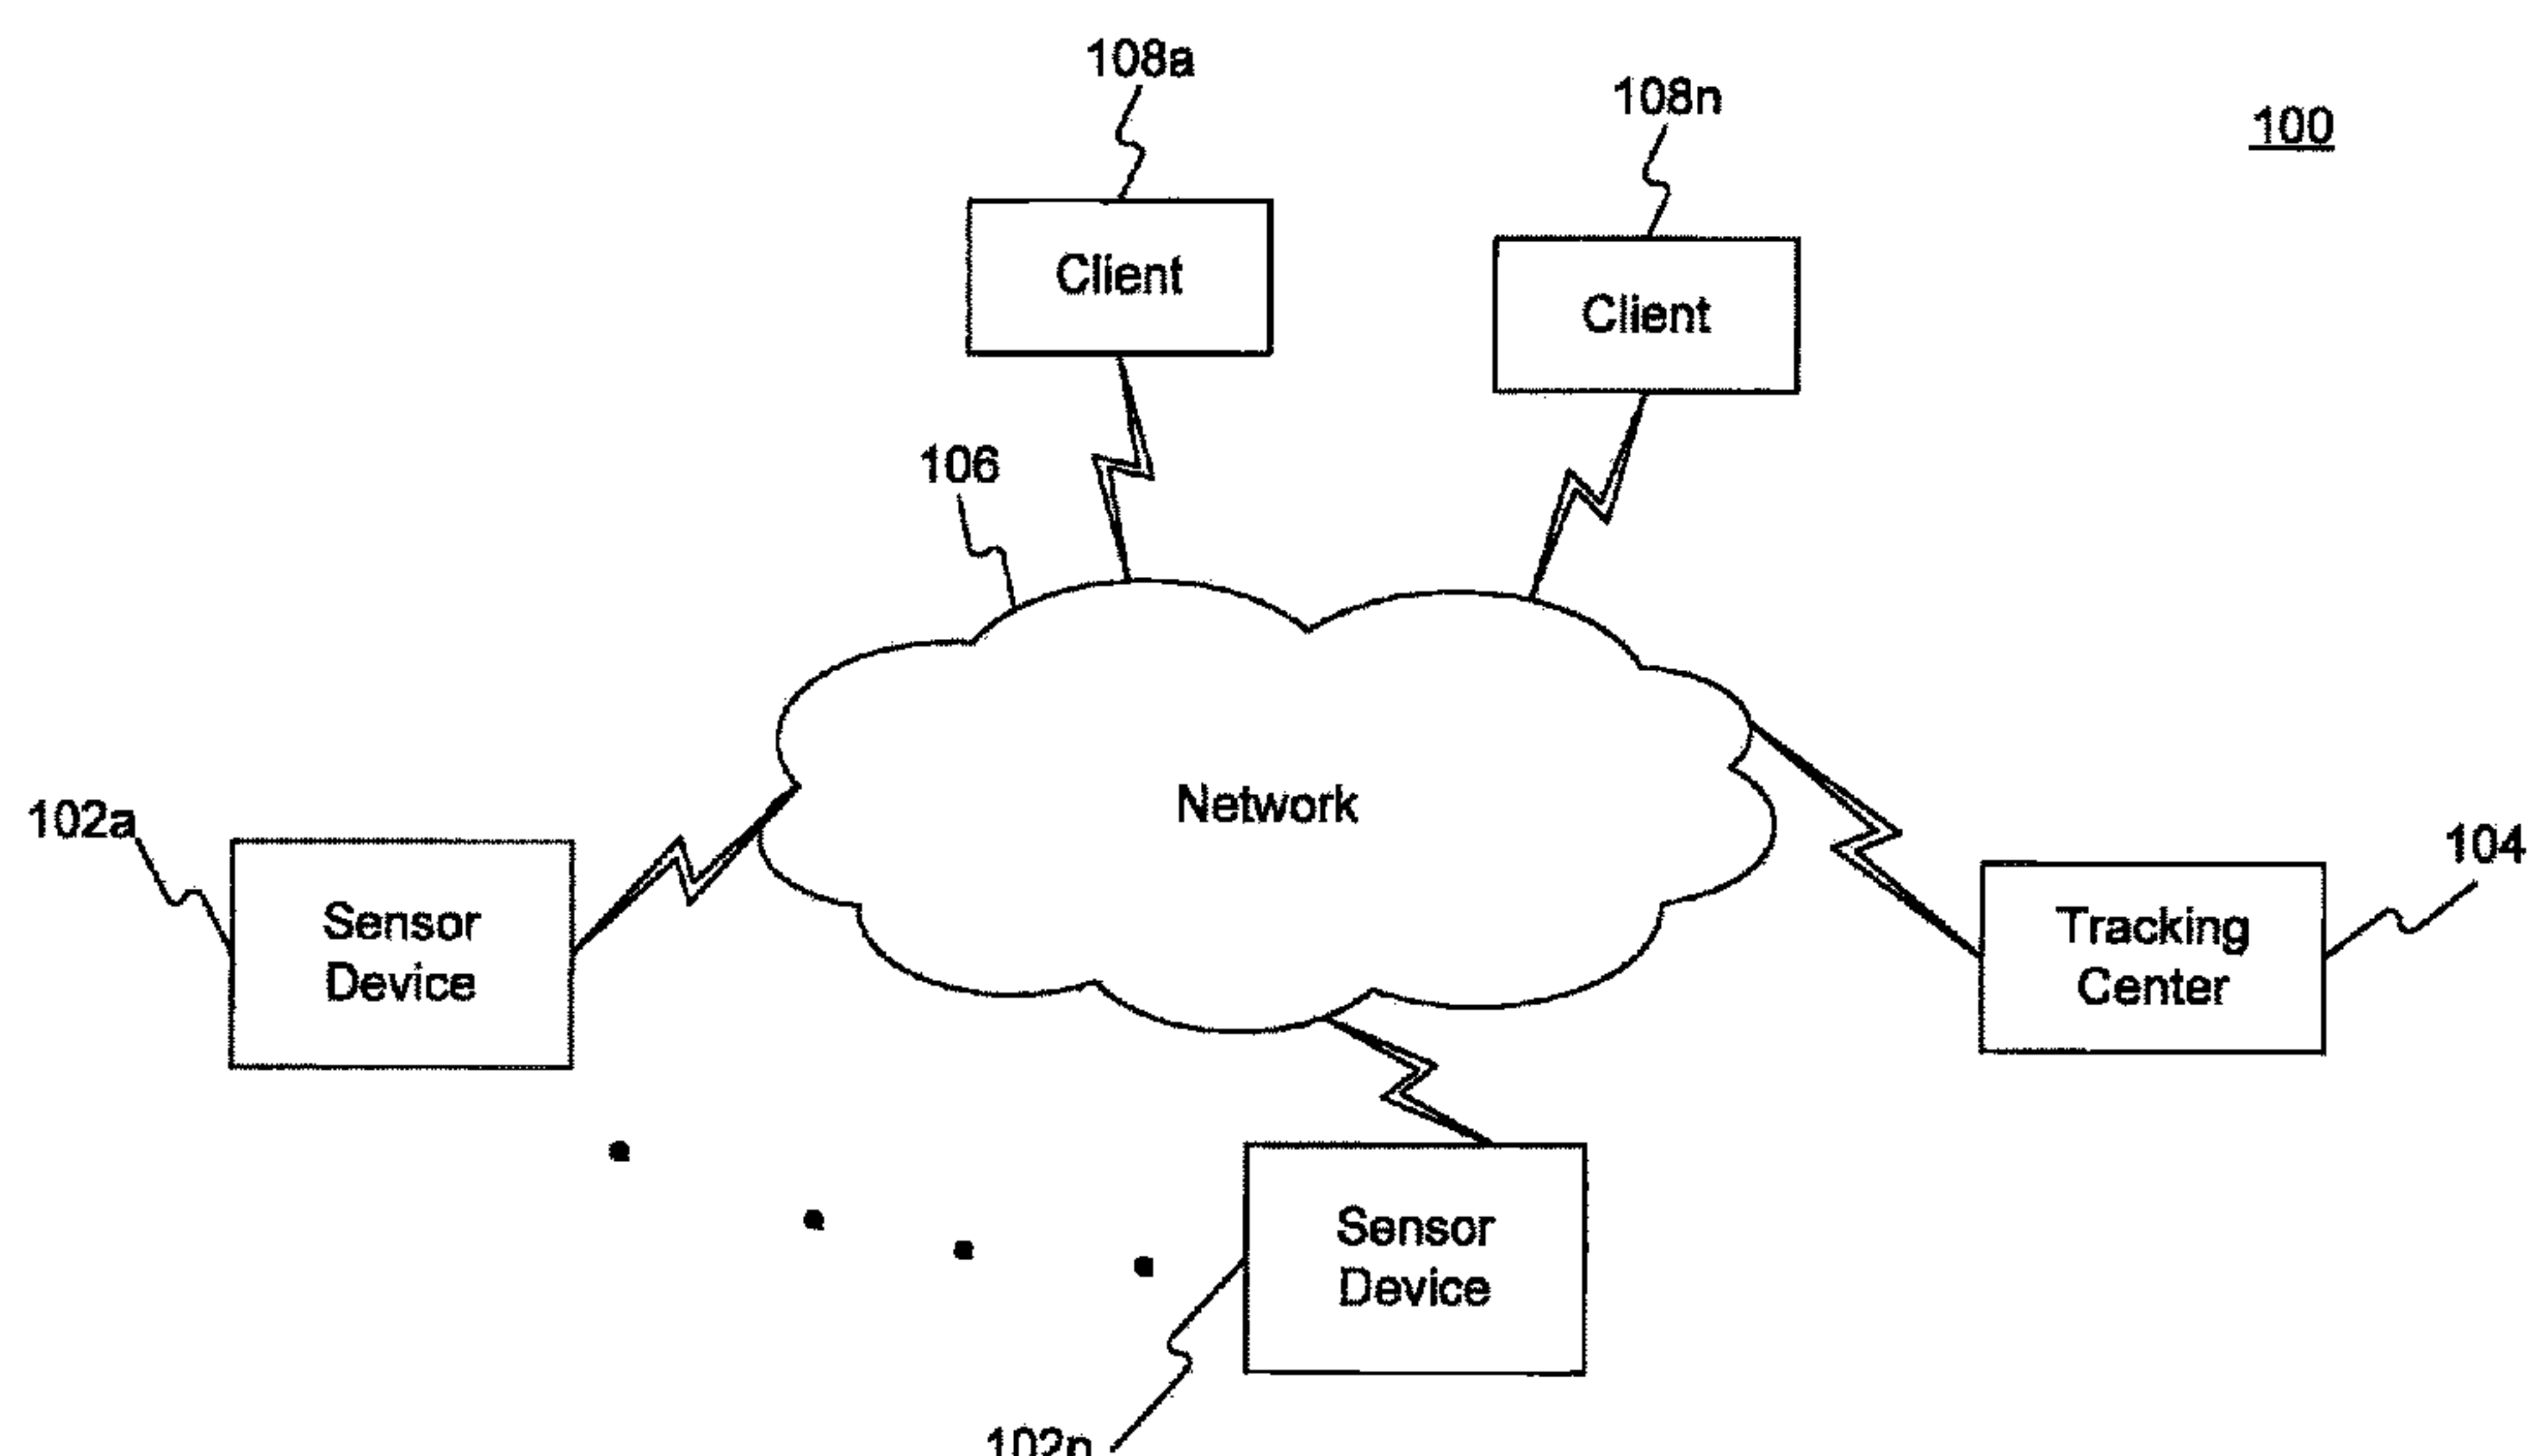 108a
108n
100
Client
Client
106
Network
102a
104
Sensor
Device
Tracking
Center
Sensor
Device
102n